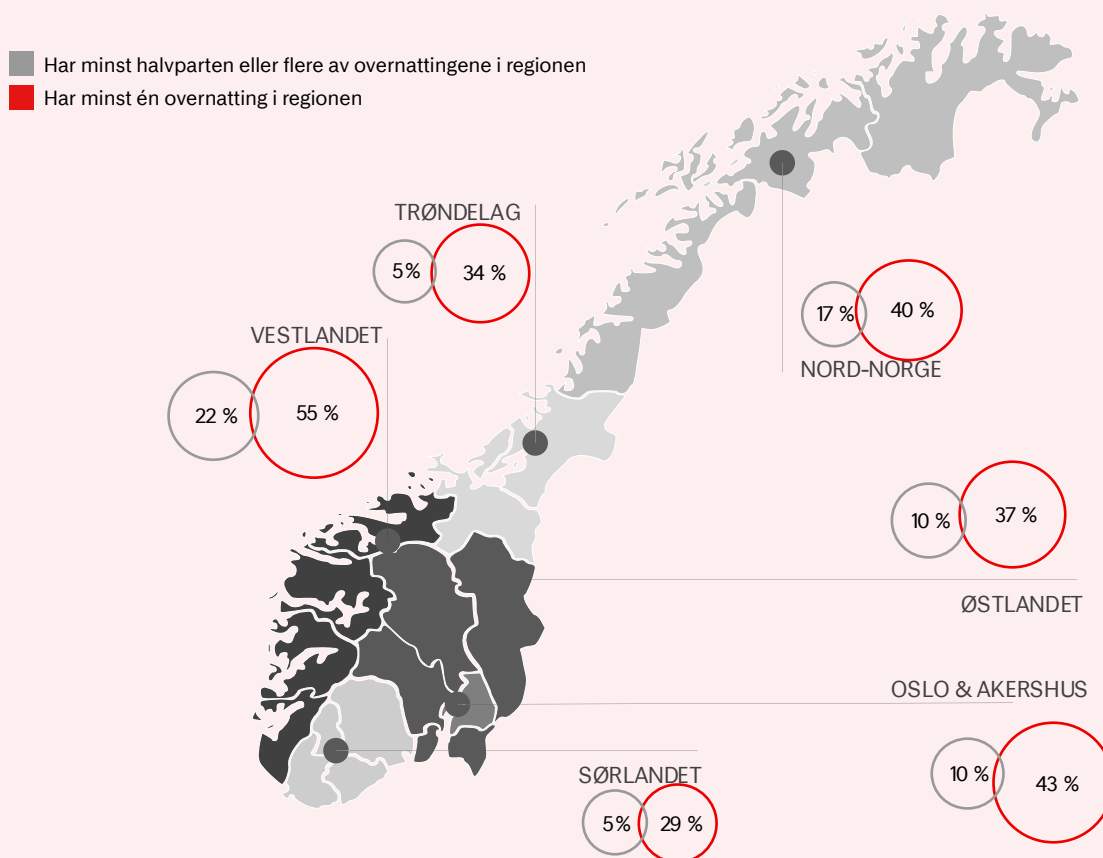 Har minst halvparten eller flere av overnattingene i regionen
Har minst én overnatting i regionen
TRØNDELAG
5% 34 %
17 % 40 %
NORD-NORGE
VESTLANDET
22 % 55 %
10 % 37 %
ØSTLANDET
OSLO & AKERSHUS
10 % 43 %
SØRLANDET
5% 29 %